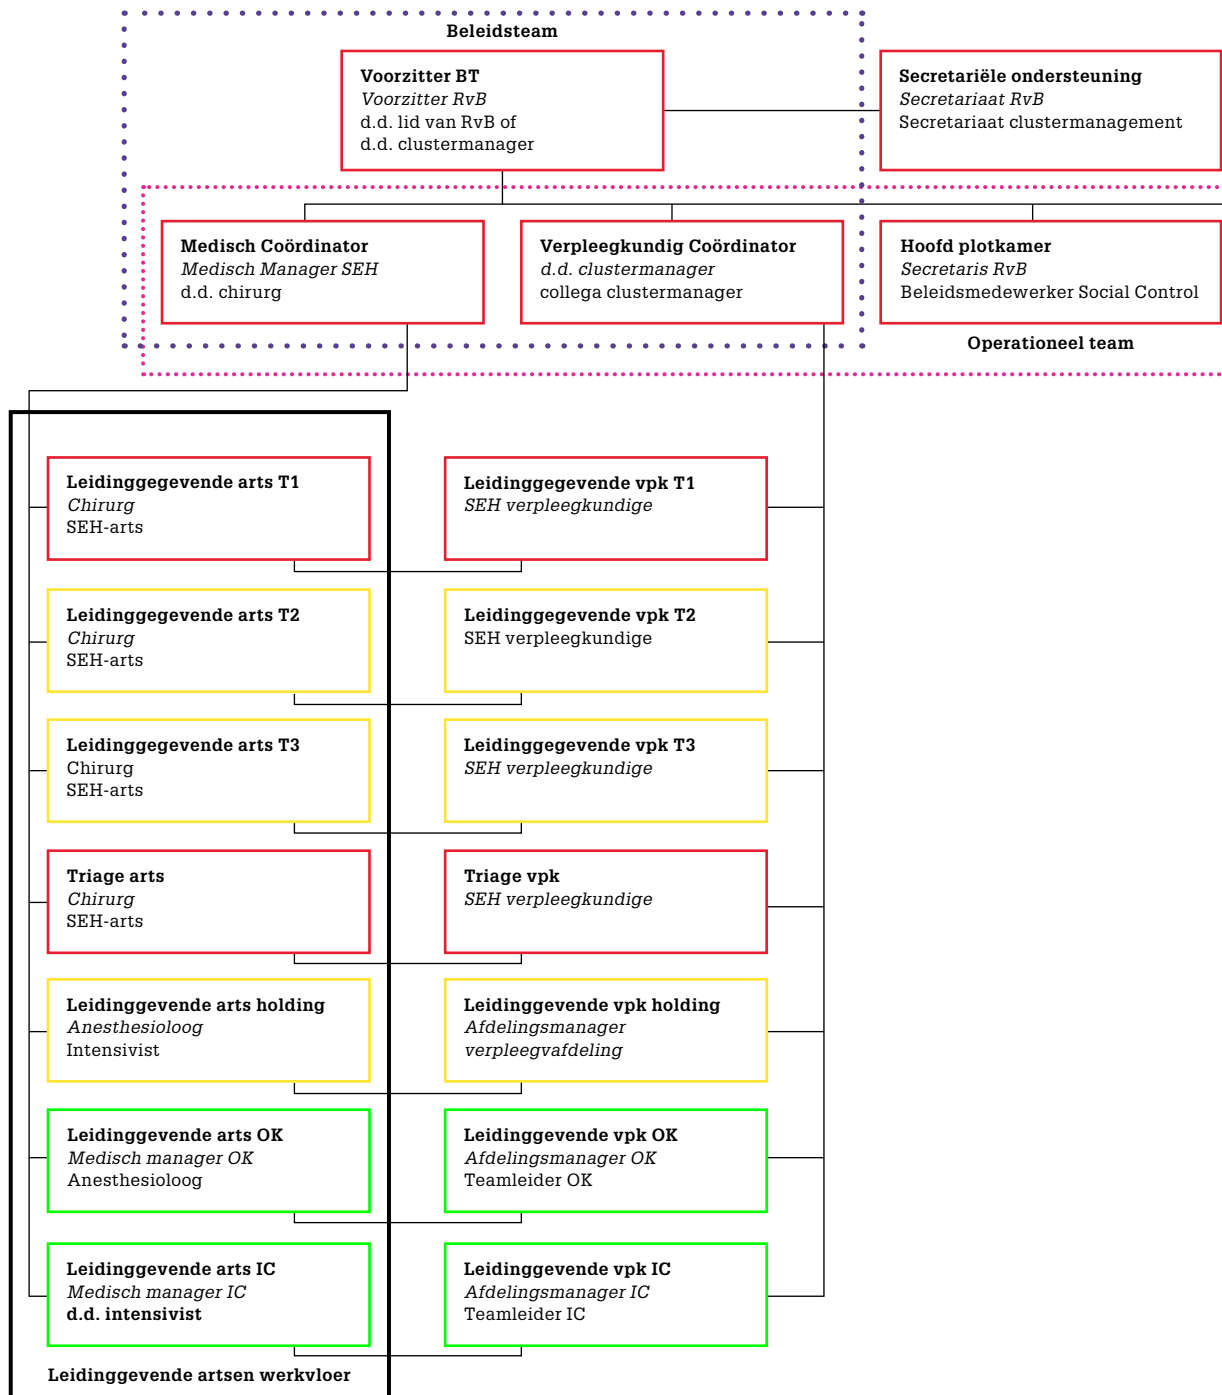 Beleidsteam
Voorzitter BT
Voorzitter RvB
d.d. lid van RvB of
d.d. clustermanager
Secretariële ondersteuning
Secretariaat RvB
Secretariaat clustermanagement
Medisch Coördinator
Medisch Manager SEH
d.d. chirurg
Verpleegkundig Coördinator
d.d. clustermanager
collega clustermanager
Hoofd plotkamer
Secretaris RvB
Beleidsmedewerker Social Control
Operationeel team
Leidinggegevende arts T1
Chirurg
SEH-arts
Leidinggegevende vpk T1
SEH verpleegkundige
Leidinggegevende arts T2
Chirurg
SEH-arts
Leidinggegevende vpk T2
SEH verpleegkundige
Leidinggegevende arts T3
Chirurg
SEH-arts
Leidinggegevende vpk T3
SEH verpleegkundige
Triage arts
Chirurg
SEH-arts
Triage vpk
SEH verpleegkundige
Leidinggevende arts holding
Anesthesioloog
Intensivist
Leidinggevende vpk holding
Afdelingsmanager
verpleegvafdeling
Leidinggevende arts OK
Medisch manager OK
Anesthesioloog
Leidinggevende vpk OK
Afdelingsmanager OK
Teamleider OK
Leidinggevende arts IC
Medisch manager IC
d.d. intensivist
Leidinggevende vpk IC
Afdelingsmanager IC
Teamleider IC
Leidinggevende artsen werkvloer